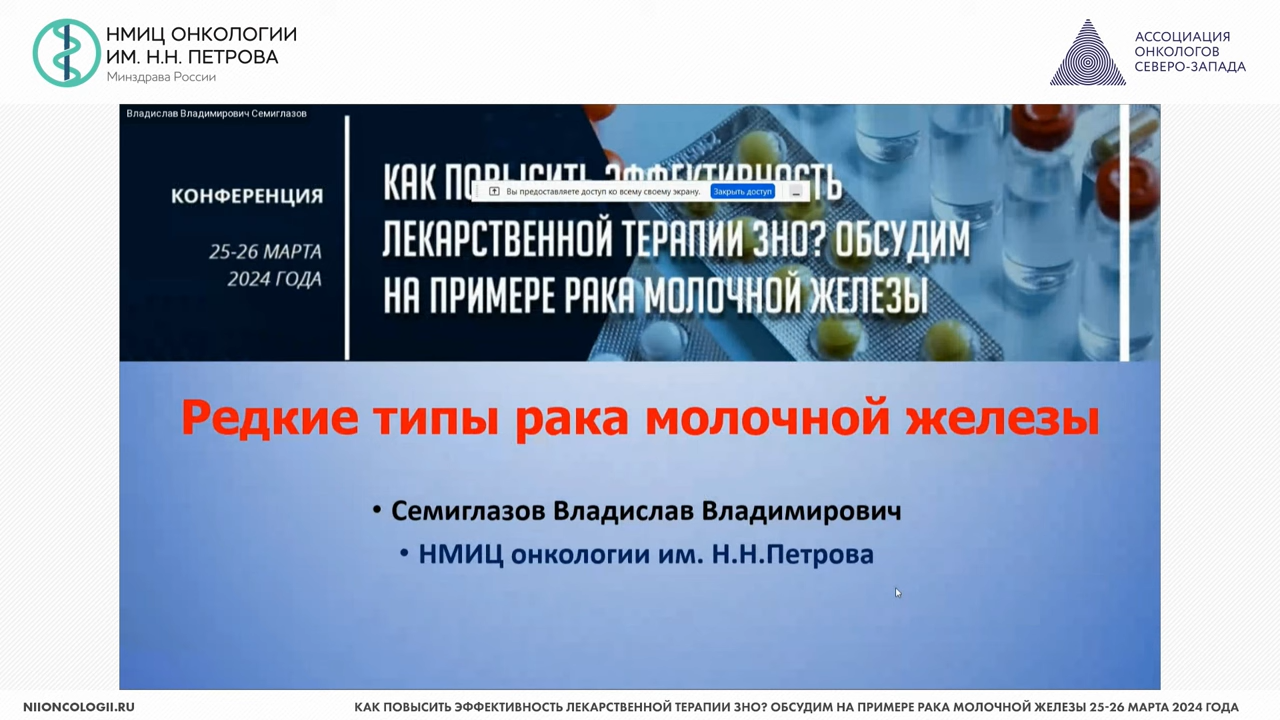 НМИЦ ОНКОЛОГИИ
ИМ. Н.Н. ПЕТРОВА
Минздрава России
АССОЦИАЦИЯ
ОНКОЛОГОВ
СЕВЕРО-ЗАПАДА
Владислав Владимирович Семиглазов
КОНФЕРЕНЦИЯ
25-26 МАРТА
2024 ГОДА
КАК ПОВЫСИТЬ ЭФФЕКТИВНОСТЬ
Вы предоставляете доступ ко всему своему экрану.
Закрыть доступ
ЛЕКАРСТВЕННОЙ ТЕРАПИИ ЗНО? ОБСУДИМ
НА ПРИМЕРЕ РАКА МОЛОЧНОЙ ЖЕЛЕЗЫ
Редкие типы рака молочной железы
• Семиглазов Владислав Владимирович
• НМИЦ онкологии им. Н.Н.Петрова
NIIONCOLOGII.RU
КАК ПОВЫСИТЬ ЭФФЕКТИВНОСТЬ ЛЕКАРСТВЕННОЙ ТЕРАПИИ ЗНО? ОБСУДИМ НА ПРИМЕРЕ РАКА МОЛОЧНОЙ ЖЕЛЕЗЫ 25-26 МАРТА 2024 ГОДА